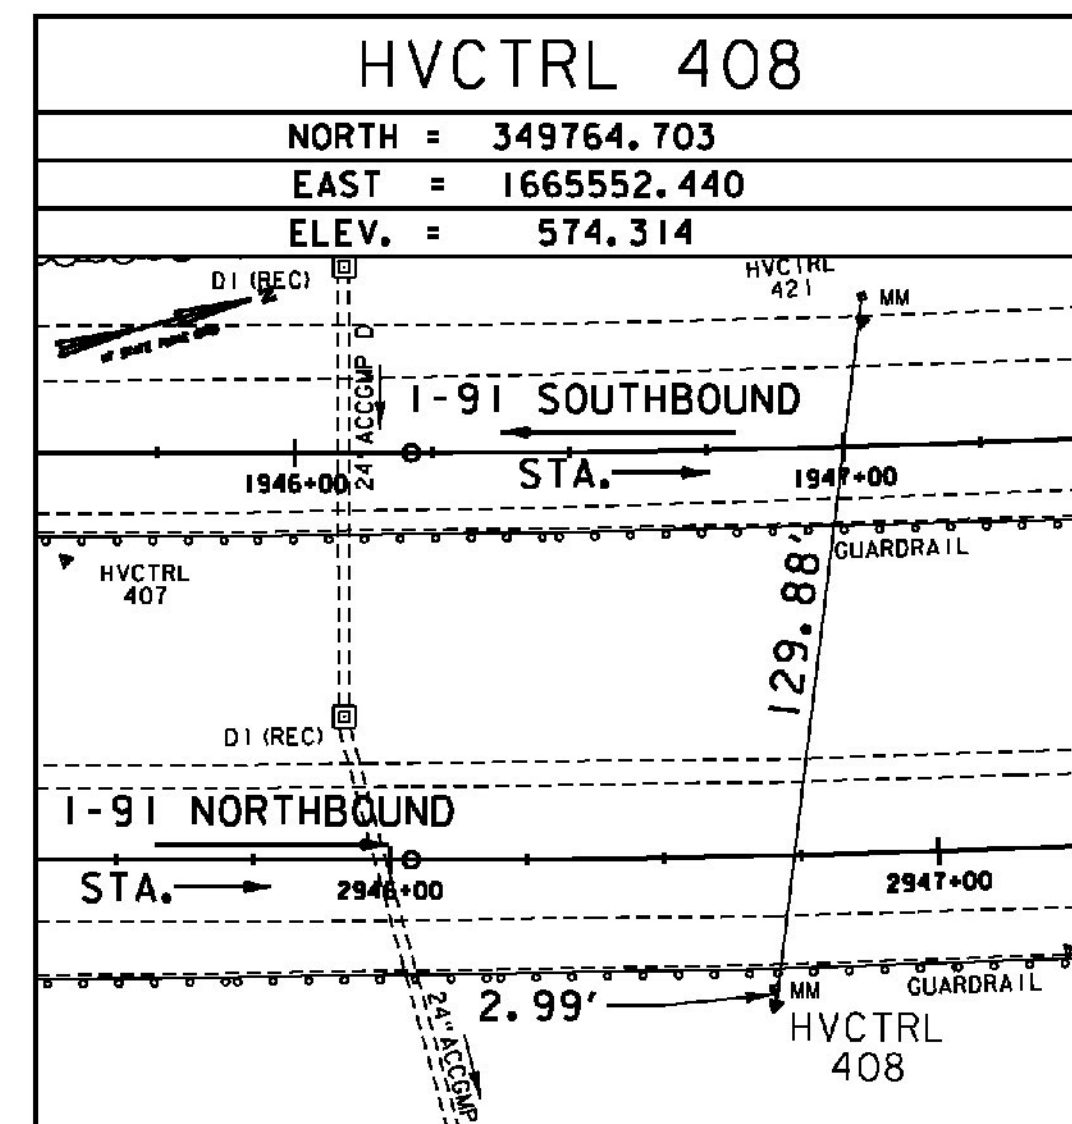 HVCTRL 408
NORTH = 349764.703
EAST = 1665552.440
ELEV. = 574.314
DI (REC)
HVCTRL
421
MM
N
24" ACCGMP D
I-91 SOUTHBOUND
STA.
1946+00
1947+00
GUARDRAIL
HVCTRL
407
129.88'
DI (REC)
I-91 NORTHBOUND
STA.
2946+00
2947+00
GUARDRAIL
2.99'
MM
HVCTRL
408
24" ACCGMP